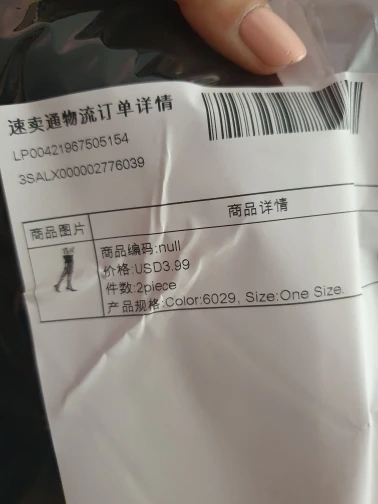 速卖通物流订单详情
LP00421967505154
3SALX000002776039
商品图片
商品详情
商品编码:null
价格:USD3.99
件数:2piece
产品规格:Color:6029, Size:One Size.